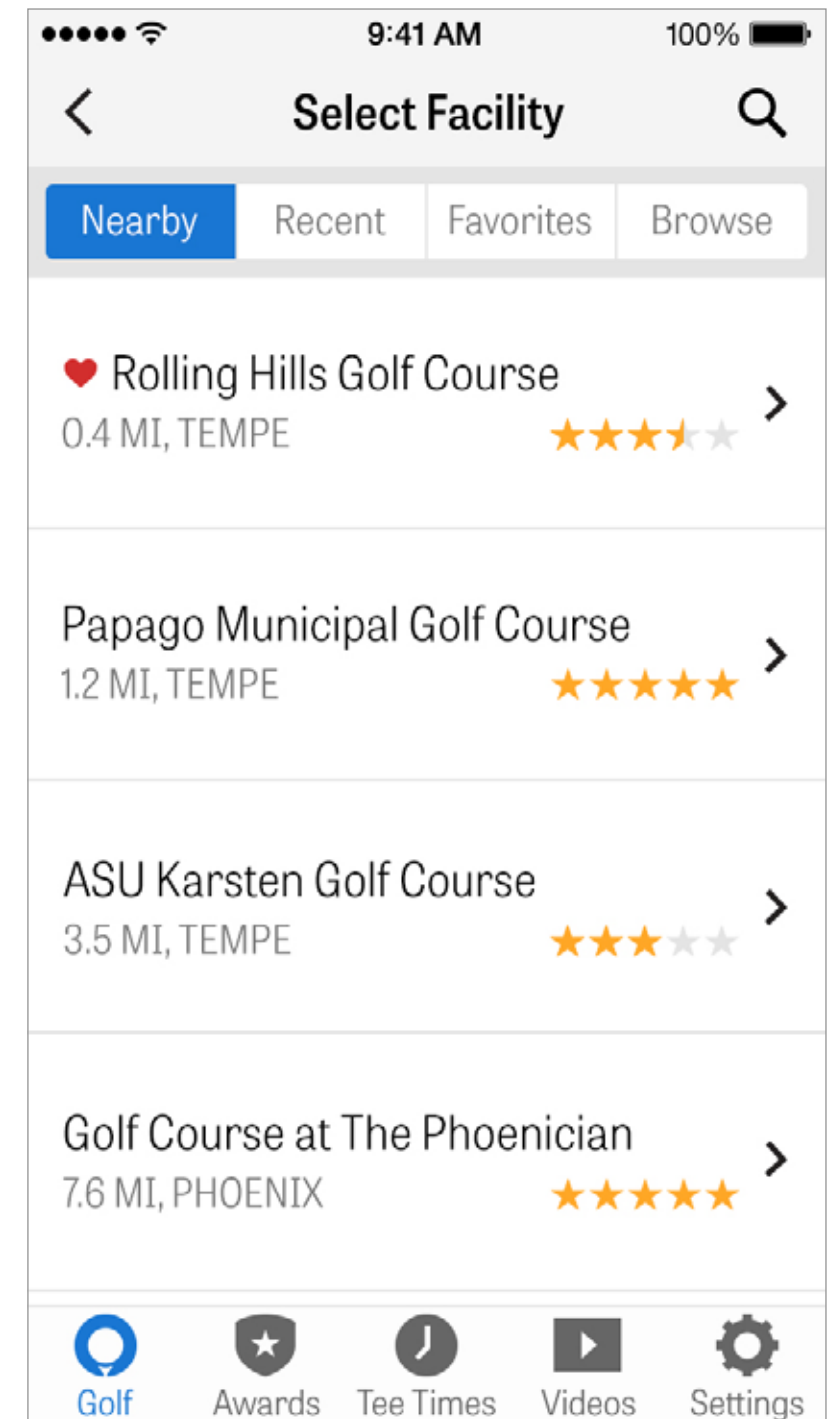 9:41 AM 100%
Select Facility
Nearby Recent Favorites Browse
Rolling Hills Golf Course
0.4 MI, TEMPE
Papago Municipal Golf Course
1.2 MI, TEMPE
ASU Karsten Golf Course
3.5 MI, TEMPE
Golf Course at The Phoenician
7.6 MI, PHOENIX
Golf Awards Tee Times Videos Settings